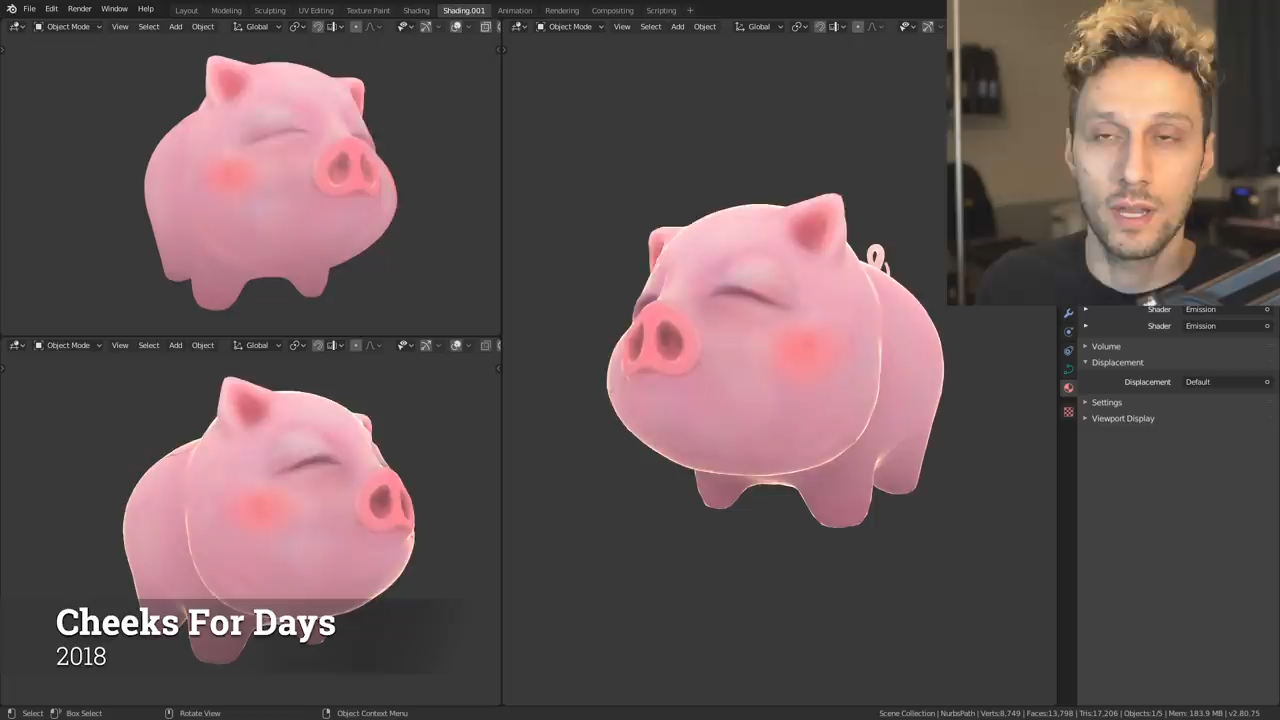 File Edit Render Window Help Layout Modeling Sculpting UV Editing Texture Paint Shading Shading.001 Animation Rendering Compositing Scripting +
Object Mode View Select Add Object Global
Object Mode View Select Add Object Global
Shader Emission
Shader Emission
Volume
Displacement
Displacement Default
Settings
Viewport Display
Object Mode View Select Add Object Global
Cheeks For Days
2018
Select Box Select Rotate View Object Context Menu
Scene Collection | NurbsPath | Verts:8,749 | Faces:13,798 | Tris:17,206 | Objects:1/5 | Mem: 183.9 MB | v2.80.75